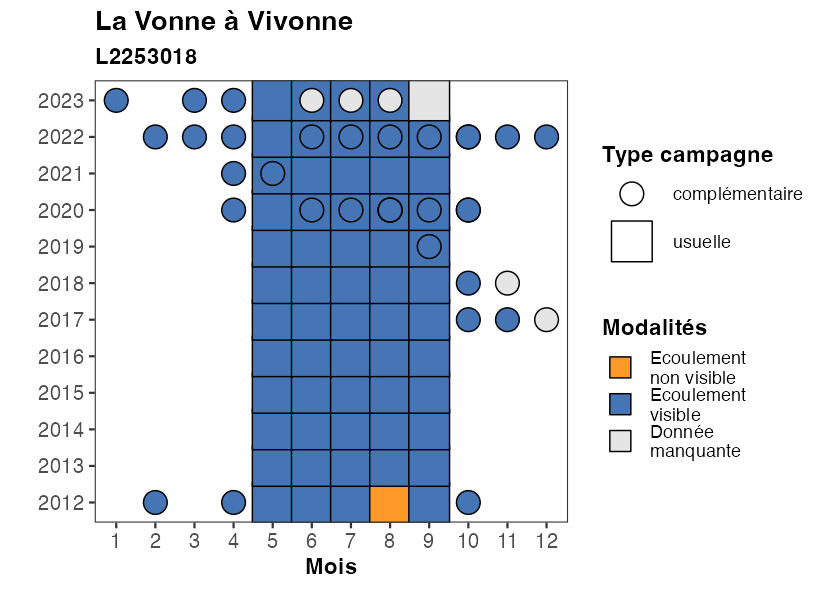 La Vonne à Vivonne
L2253018
2023
2022
2021
2020
2019
2018
2017
2016
2015
2014
2013
2012
1 2 3 4 5 6 7 8 9 10 11 12
Mois
Type campagne
complémentaire
usuelle
Modalités
Ecoulement
non visible
Ecoulement
visible
Donnée
manquante